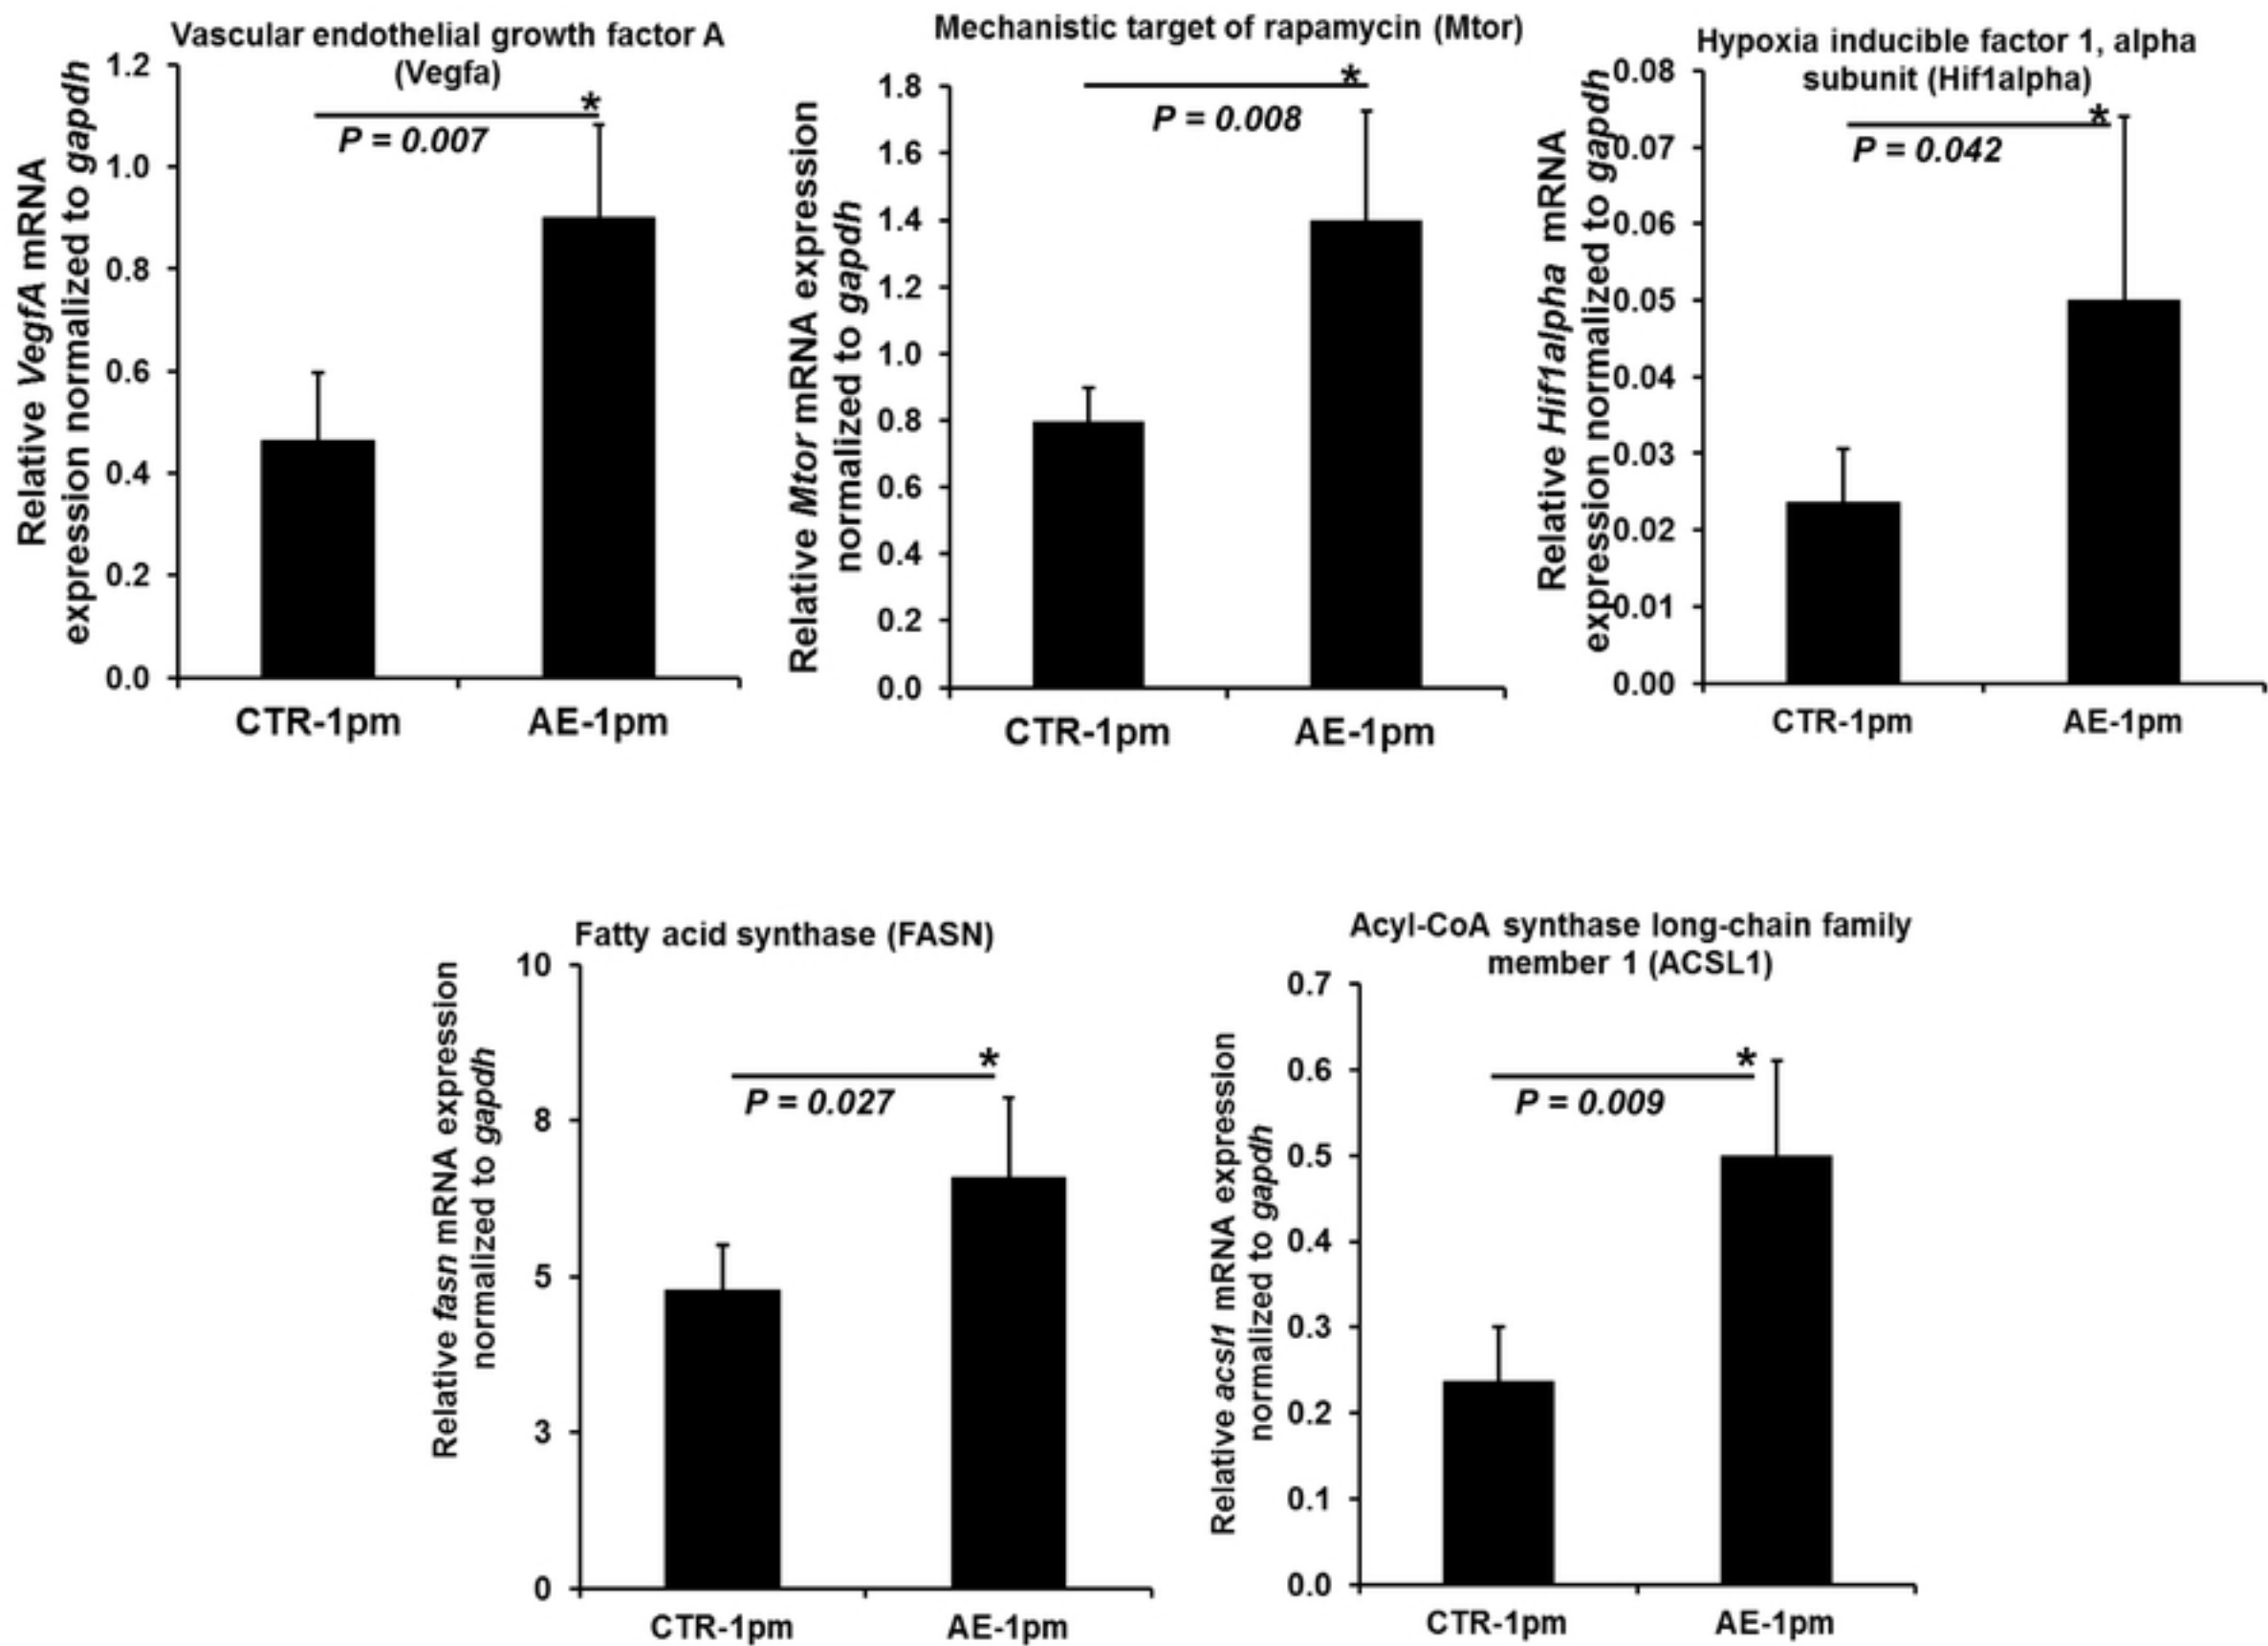 Vascular endothelial growth factor A
(Vegfa)
Relative VegfA mRNA
expression normalized to gapdh
1.2
1.0
0.8
0.6
0.4
0.2
0.0
*
P = 0.007
CTR-1pm
AE-1pm
Mechanistic target of rapamycin (Mtor)
Relative Mtor mRNA expression
normalized to gapdh
1.8
1.6
1.4
1.2
1.0
0.8
0.6
0.4
0.2
0.0
*
P = 0.008
CTR-1pm
AE-1pm
Hypoxia inducible factor 1, alpha
subunit (Hif1alpha)
Relative Hif1alpha mRNA
expression normalized to gapdh
0.08
0.07
0.06
0.05
0.04
0.03
0.02
0.01
0.00
*
P = 0.042
CTR-1pm
AE-1pm
Fatty acid synthase (FASN)
Relative fasn mRNA expression
normalized to gapdh
10
8
5
3
0
*
P = 0.027
CTR-1pm
AE-1pm
Acyl-CoA synthase long-chain family
member 1 (ACSL1)
Relative acsl1 mRNA expression
normalized to gapdh
0.7
0.6
0.5
0.4
0.3
0.2
0.1
0.0
*
P = 0.009
CTR-1pm
AE-1pm